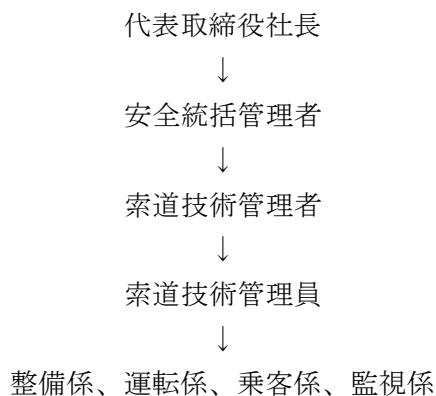 代表取締役社長
↓
安全統括管理者
↓
索道技術管理者
↓
索道技術管理員
↓
整備係、運転係、乗客係、監視係